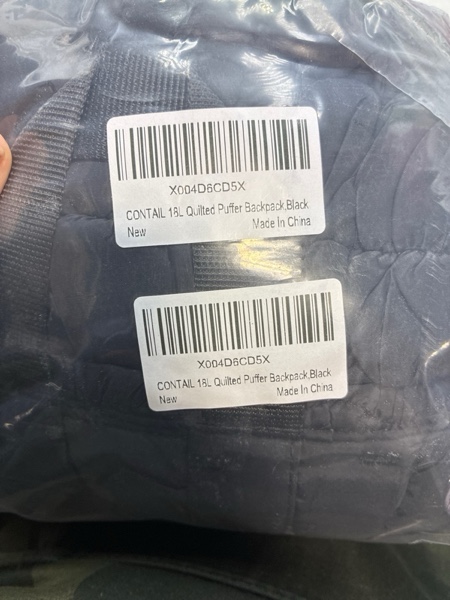 X004D6CD5X
CONTAIL 18L Quilted Puffer Backpack,Black
New Made In China
X004D6CD5X
CONTAIL 18L Quilted Puffer Backpack,Black
New Made In China